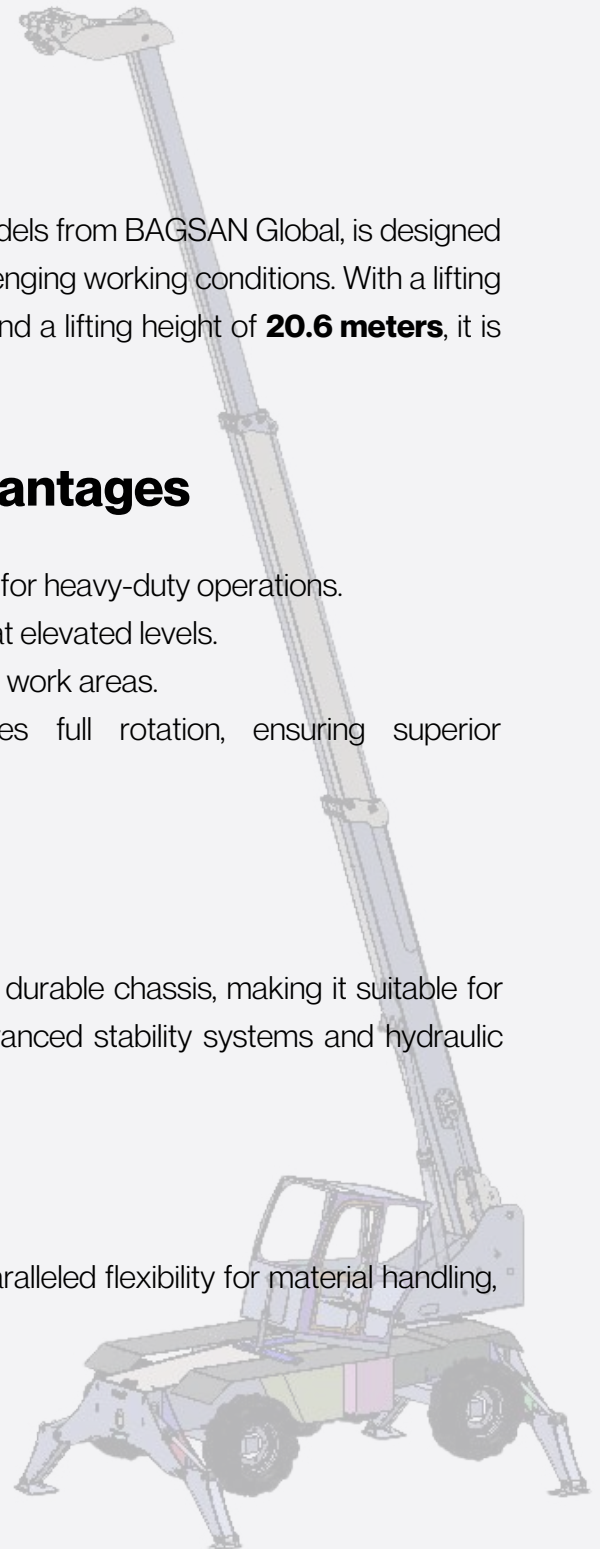 dels from BAGSAN Global, is designed
enging working conditions. With a lifting
nd a lifting height of 20.6 meters, it is
antages
for heavy-duty operations.
at elevated levels.
work areas.
es full rotation, ensuring superior
durable chassis, making it suitable for
anced stability systems and hydraulic
aralleled flexibility for material handling,